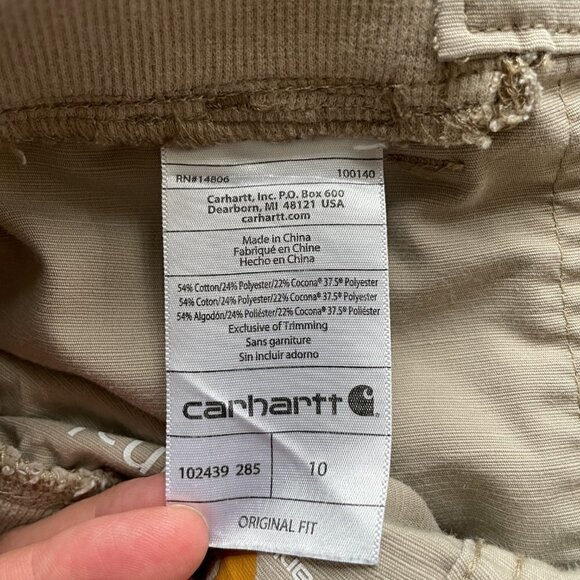 RN#14806 100140
Carhartt, Inc. P.O. Box 600
Dearborn, MI 48121 USA
carhartt.com
Made in China
Fabriqué en Chine
Hecho en China
54% Cotton/24% Polyester/22% Cocona® 37.5® Polyester
54% Coton/24% Polyester/22% Cocona® 37.5® Polyester
54% Algodón/24% Poliéster/22% Cocona® 37.5® Poliéster
Exclusive of Trimming
Sans garniture
Sin incluir adorno
carhartt
102439 285 10
ORIGINAL FIT